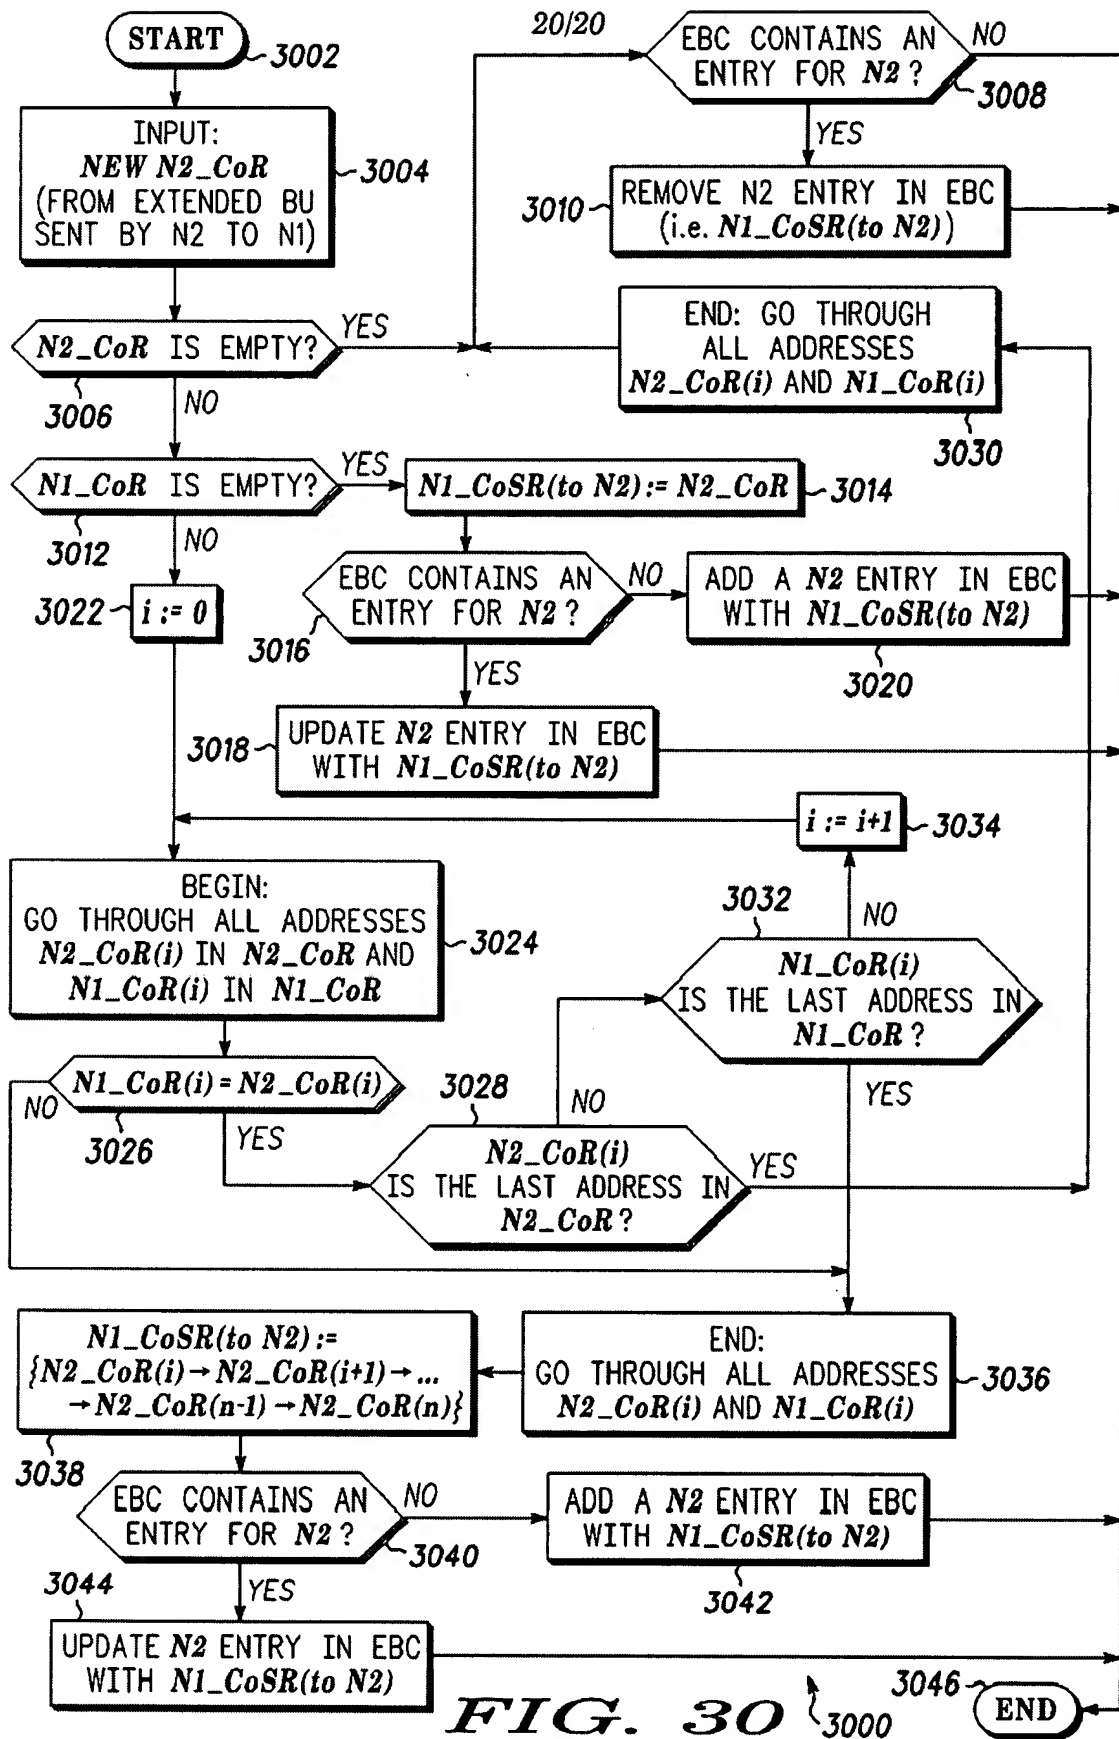 20/20
START
3002
INPUT:
NEW N2_CoR
(FROM EXTENDED BU
SENT BY N2 TO N1)
3004
EBC CONTAINS AN
ENTRY FOR N2 ?
3008
NO
YES
3010
REMOVE N2 ENTRY IN EBC
(i.e. N1_CoSR(to N2))
N2_CoR IS EMPTY?
YES
3006
NO
END: GO THROUGH
ALL ADDRESSES
N2_CoR(i) AND N1_CoR(i)
3030
N1_CoR IS EMPTY?
YES
3012
NO
N1_CoSR(to N2) := N2_CoR
3014
3022
i := 0
EBC CONTAINS AN
ENTRY FOR N2 ?
3016
NO
YES
ADD A N2 ENTRY IN EBC
WITH N1_CoSR(to N2)
3020
3018
UPDATE N2 ENTRY IN EBC
WITH N1_CoSR(to N2)
i := i+1
3034
BEGIN:
GO THROUGH ALL ADDRESSES
N2_CoR(i) IN N2_CoR AND
N1_CoR(i) IN N1_CoR
3024
3032
NO
N1_CoR(i)
IS THE LAST ADDRESS IN
N1_CoR ?
YES
N1_CoR(i) = N2_CoR(i)
NO
3026
YES
3028
NO
N2_CoR(i)
IS THE LAST ADDRESS IN
N2_CoR ?
YES
END:
GO THROUGH ALL ADDRESSES
N2_CoR(i) AND N1_CoR(i)
3036
N1_CoSR(to N2) :=
{N2_CoR(i)→N2_CoR(i+1)→...
→N2_CoR(n-1)→N2_CoR(n)}
3038
EBC CONTAINS AN
ENTRY FOR N2 ?
NO
3040
YES
ADD A N2 ENTRY IN EBC
WITH N1_CoSR(to N2)
3042
3044
UPDATE N2 ENTRY IN EBC
WITH N1_CoSR(to N2)
3046
END
FIG. 30
3000